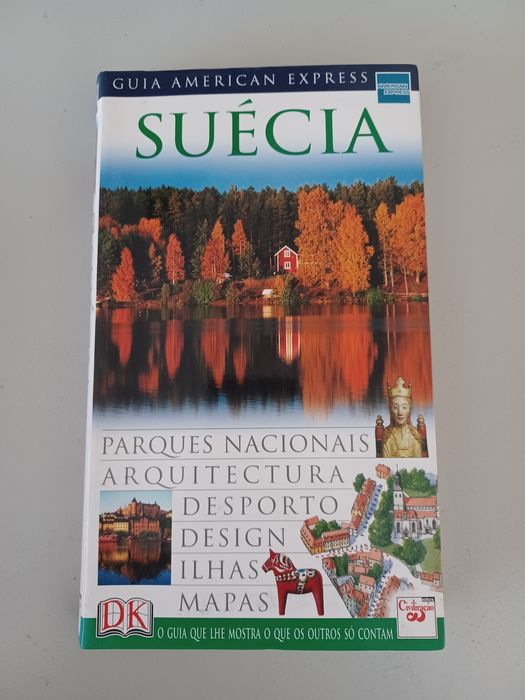 GUIA AMERICAN EXPRESS
AMERICAN
EXPRESS
SUÉCIA
PARQUES NACIONAIS
ARQUITECTURA
DESPORTO
DESIGN
ILHAS
MAPAS
DK
Civilização
O GUIA QUE LHE MOSTRA O QUE OS OUTROS SÓ CONTAM